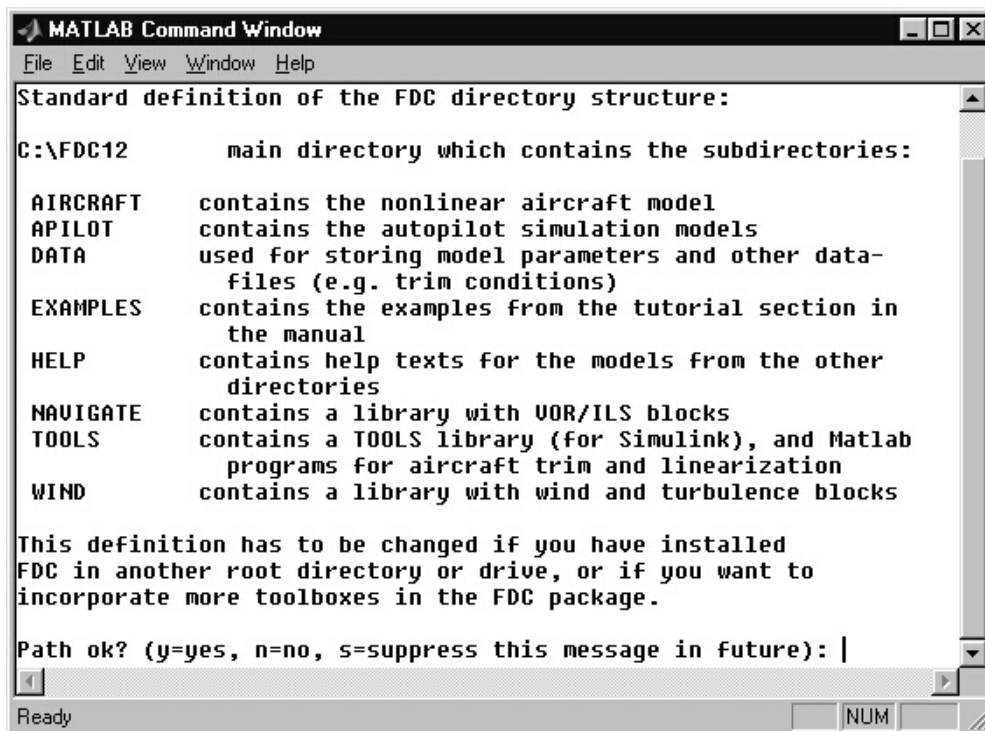 MATLAB Command Window
File Edit View Window Help
Standard definition of the FDC directory structure:
C:\FDC12 main directory which contains the subdirectories:
AIRCRAFT contains the nonlinear aircraft model
APILOT contains the autopilot simulation models
DATA used for storing model parameters and other data-
files (e.g. trim conditions)
EXAMPLES contains the examples from the tutorial section in
the manual
HELP contains help texts for the models from the other
directories
NAVIGATE contains a library with VOR/ILS blocks
TOOLS contains a TOOLS library (for Simulink), and Matlab
programs for aircraft trim and linearization
WIND contains a library with wind and turbulence blocks
This definition has to be changed if you have installed
FDC in another root directory or drive, or if you want to
incorporate more toolboxes in the FDC package.
Path ok? (y=yes, n=no, s=suppress this message in future):
Ready NUM